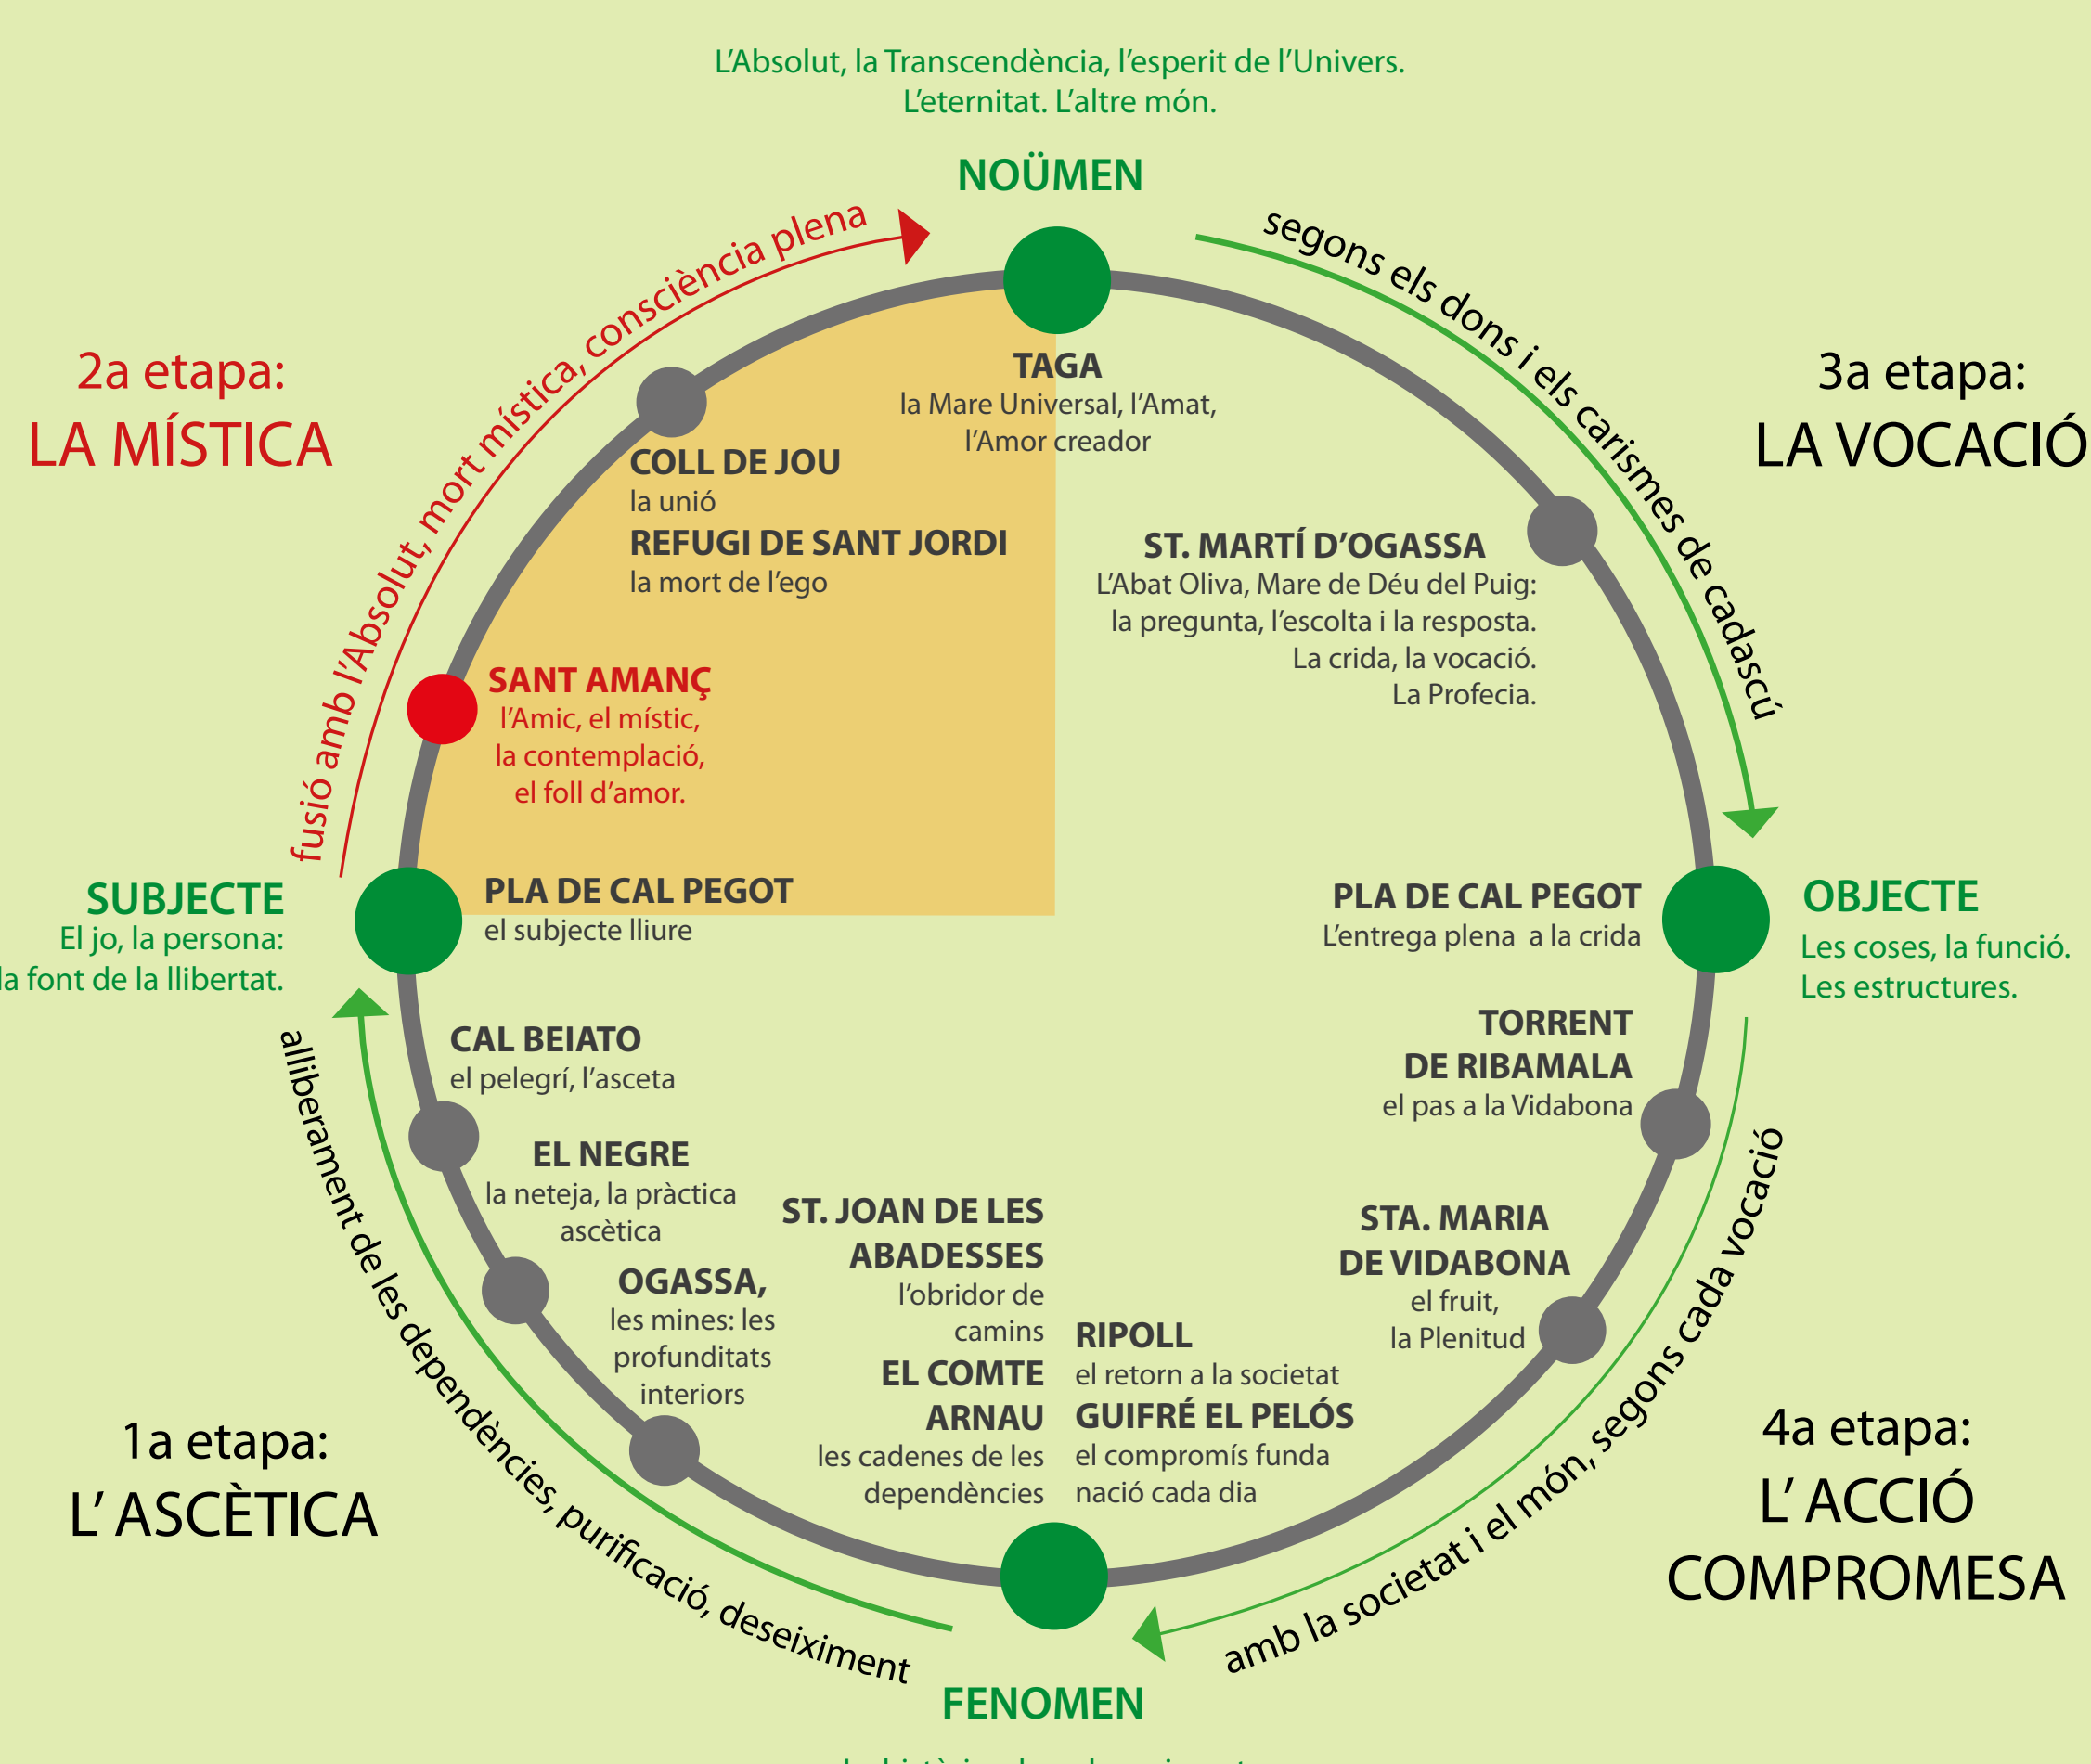 L’Absolut, la Transcendència, l’esperit de l’Univers.
L’eternitat. L’altre món.
NOÜMEN
fusió amb l’Absolut, mort mística, consciència plena
segons els dons i els carismes de cadascú
2a etapa:
LA MÍSTICA
3a etapa:
LA VOCACIÓ
TAGA
la Mare Universal, l’Amat,
l’Amor creador
COLL DE JOU
la unió
REFUGI DE SANT JORDI
la mort de l’ego
ST. MARTÍ D’OGASSA
L’Abat Oliva, Mare de Déu del Puig:
la pregunta, l’escolta i la resposta.
La crida, la vocació.
La Profecia.
SANT AMANÇ
l’Amic, el místic,
la contemplació,
el foll d’amor.
SUBJECTE
El jo, la persona:
la font de la llibertat.
PLA DE CAL PEGOT
el subjecte lliure
PLA DE CAL PEGOT
L’entrega plena a la crida
OBJECTE
Les coses, la funció.
Les estructures.
CAL BEIATO
el pelegrí, l’asceta
TORRENT
DE RIBAMALA
el pas a la Vidabona
EL NEGRE
la neteja, la pràctica
ascètica
OGASSA,
les mines: les
profunditats
interiors
ST. JOAN DE LES
ABADESSES
l’obridor de
camins
EL COMTE
ARNAU
les cadenes de les
dependències
RIPOLL
el retorn a la societat
GUIFRÉ EL PELÓS
el compromís funda
nació cada dia
STA. MARIA
DE VIDABONA
el fruit,
la Plenitud
1a etapa:
L’ ASCÈTICA
4a etapa:
L’ ACCIÓ
COMPROMESA
alliberament de les dependències, purificació, deseiximent
amb la societat i el món, segons cada vocació
FENOMEN